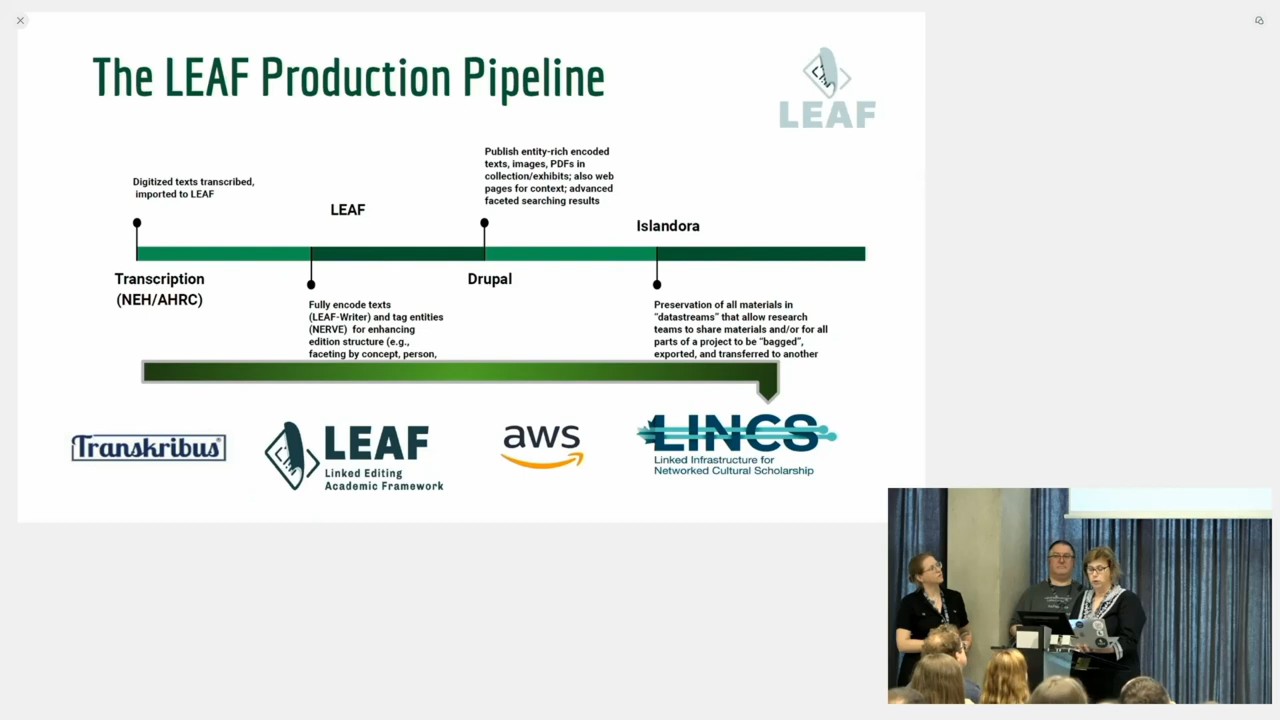 The LEAF Production Pipeline
LEAF
Digitized texts transcribed,
imported to LEAF
LEAF
Publish entity-rich encoded
texts, images, PDFs in
collection/exhibits; also web
pages for context; advanced
faceted searching results
Islandora
Transcription
(NEH/AHRC)
Fully encode texts
(LEAF-Writer) and tag entities
(NERVE) for enhancing
edition structure (e.g.,
faceting by concept, person,
Drupal
Preservation of all materials in
"datastreams" that allow research
teams to share materials and/or for all
parts of a project to be "bagged",
exported, and transferred to another
Transkribus®
LEAF
Linked Editing
Academic Framework
aws
LINCS
Linked Infrastructure for
Networked Cultural Scholarship